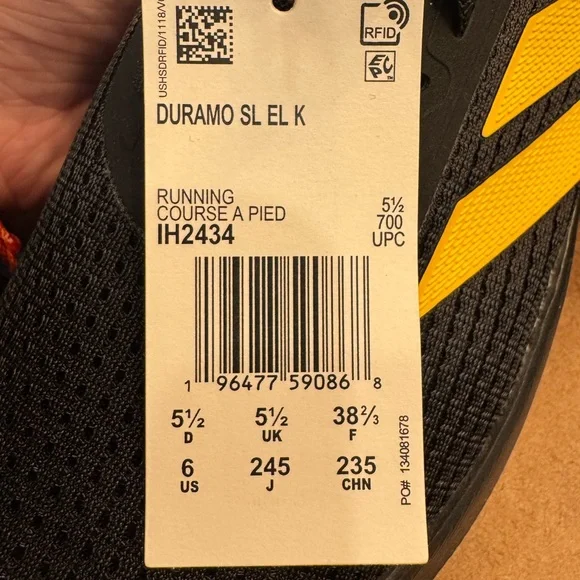 USHSDRFID/1118/V
RFID
EPC
DURAMO SL EL K
RUNNING
COURSE A PIED
IH2434
5½
700
UPC
1 96477 59086 8
5½ 5½ 38⅔
D UK F
6 245 235
US J CHN
PO# 134081678